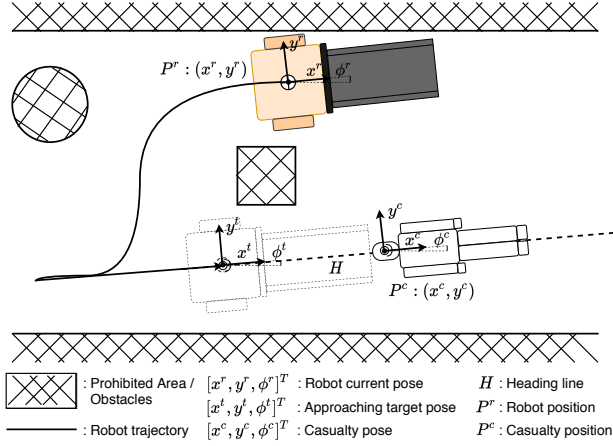 y^r
P^r : (x^r, y^r)
x^r
ϕ^r
y^t
x^t
ϕ^t
H
y^c
x^c
ϕ^c
P^c : (x^c, y^c)
: Prohibited Area / Obstacles
[x^r, y^r, ϕ^r]^T : Robot current pose
H : Heading line
[x^t, y^t, ϕ^t]^T : Approaching target pose
P^r : Robot position
: Robot trajectory
[x^c, y^c, ϕ^c]^T : Casualty pose
P^c : Casualty position